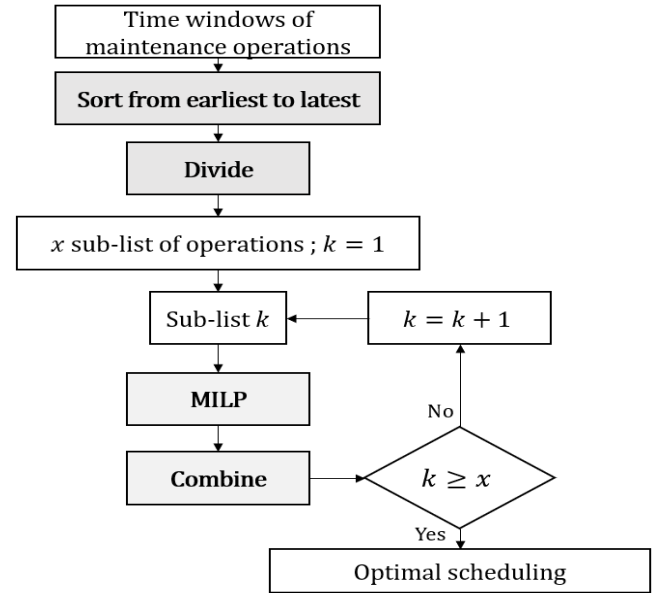 Time windows of
maintenance operations
Sort from earliest to latest
Divide
x sub-list of operations ; k = 1
Sub-list k
k = k + 1
MILP
No
Combine
k ≥ x
Yes
Optimal scheduling